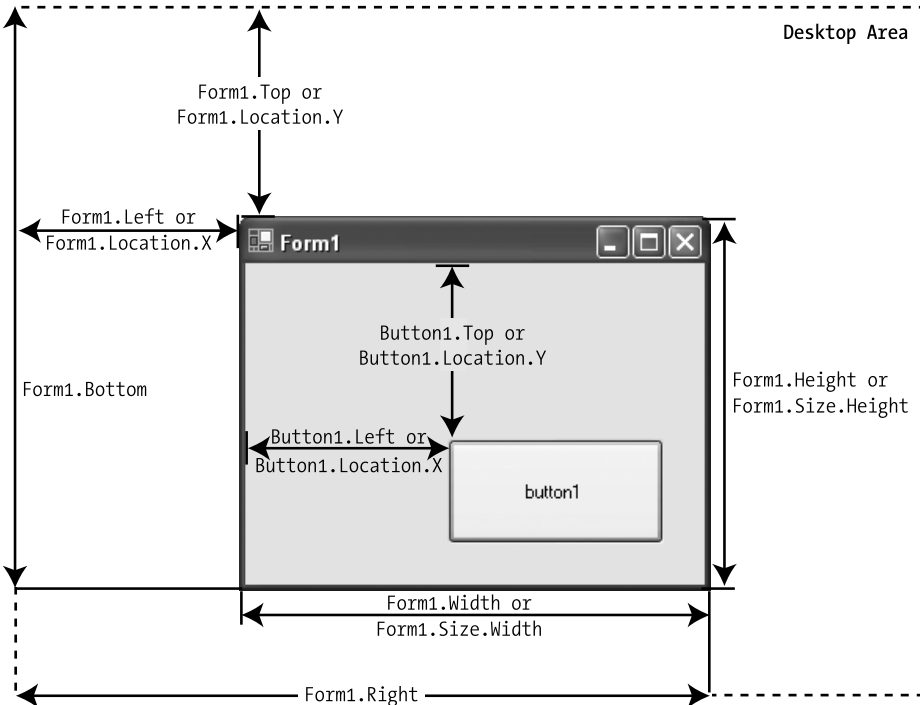 Desktop Area
Form1.Top or
Form1.Location.Y
Form1.Left or
Form1.Location.X
Form1
Button1.Top or
Button1.Location.Y
Form1.Bottom
Form1.Height or
Form1.Size.Height
Button1.Left or
Button1.Location.X
button1
Form1.Width or
Form1.Size.Width
Form1.Right